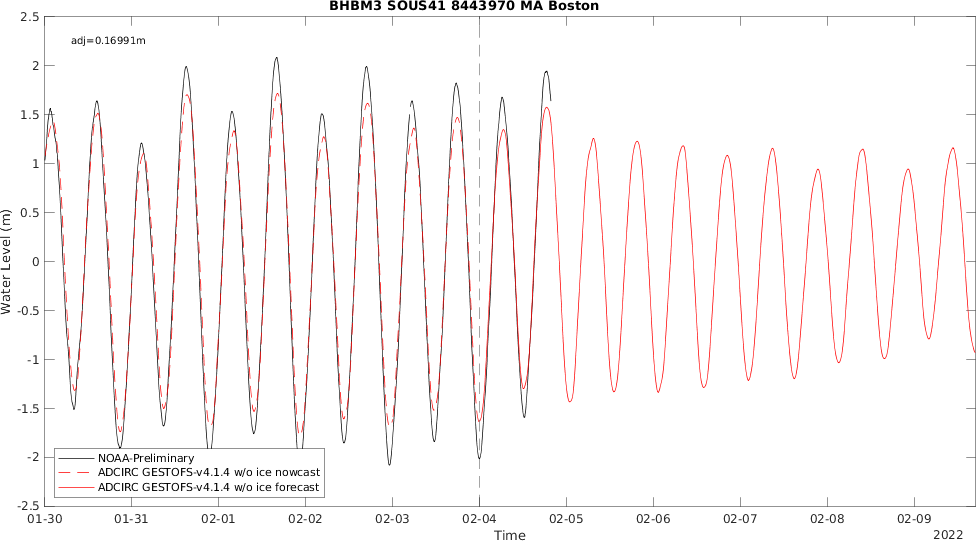 BHBM3 SOUS41 8443970 MA Boston
adj=0.16991m
Water Level (m)
2.5
2
1.5
1
0.5
0
-0.5
-1
-1.5
-2
-2.5
NOAA-Preliminary
ADCIRC GESTOFS-v4.1.4 w/o ice nowcast
ADCIRC GESTOFS-v4.1.4 w/o ice forecast
01-30 01-31 02-01 02-02 02-03 02-04 02-05 02-06 02-07 02-08 02-09
Time
2022